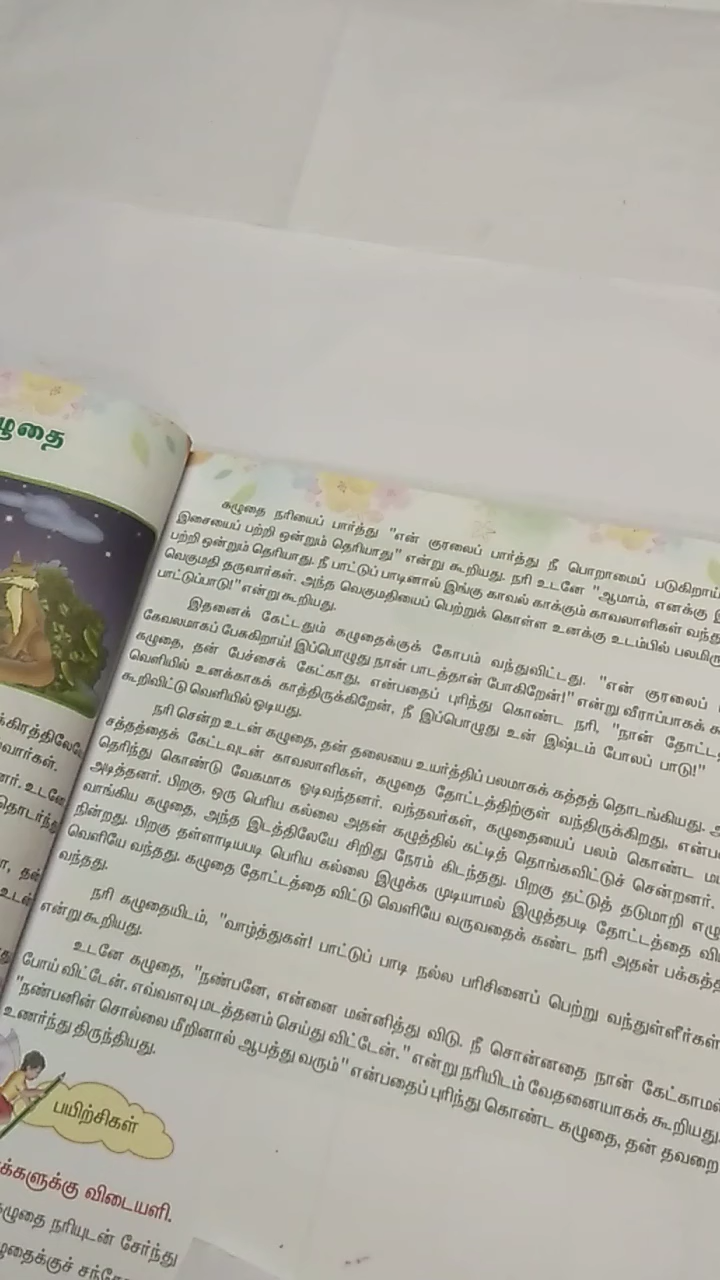 ழுதை
கழுதை நரியைப் பார்த்து "என் குரலைப் பார்த்து நீ பொறாமைப் படுகிறாய்
இசையைப் பற்றி ஒன்றும் தெரியாது" என்று கூறியது. நரி உடனே "ஆமாம், எனக்கு இ
பற்றி ஒன்றும் தெரியாது. நீ பாட்டுப் பாடினால் இங்கு காவல் காக்கும் காவலாளிகள் வந்து
வெகுமதி தருவார்கள். அந்த வெகுமதியைப் பெற்றுக் கொள்ள உனக்கு உடம்பில் பலமிரு
பாட்டுப்பாடு!" என்று கூறியது.
இதனைக் கேட்டதும் கழுதைக்குக் கோபம் வந்துவிட்டது. "என் குரலைப்
கேவலமாகப் பேசுகிறாய்! இப்பொழுது நான் பாடத்தான் போகிறேன்!" என்று வீராப்பாகக் கூ
கழுதை, தன் பேச்சைக் கேட்காது, என்பதைப் புரிந்து கொண்ட நரி, "நான் தோட்ட
வெளியில் உனக்காகக் காத்திருக்கிறேன், நீ இப்பொழுது உன் இஷ்டம் போலப் பாடு!"
கூறிவிட்டு வெளியில் ஓடியது.
நரி சென்ற உடன் கழுதை, தன் தலையை உயர்த்திப் பலமாகக் கத்தத் தொடங்கியது. அ
சத்தத்தைக் கேட்டவுடன் காவலாளிகள், கழுதை தோட்டத்திற்குள் வந்திருக்கிறது, என்ப
தெரிந்து கொண்டு வேகமாக ஓடிவந்தனர். வந்தவர்கள், கழுதையைப் பலம் கொண்ட ம
அடித்தனர். பிறகு, ஒரு பெரிய கல்லை அதன் கழுத்தில் கட்டித் தொங்கவிட்டுச் சென்றனர்.
வாங்கிய கழுதை, அந்த இடத்திலேயே சிறிது நேரம் கிடந்தது. பிறகு தட்டுத் தடுமாறி எழு
நின்றது. பிறகு தள்ளாடியபடி பெரிய கல்லை இழுக்க முடியாமல் இழுத்தபடி தோட்டத்தை வி
வெளியே வந்தது. கழுதை தோட்டத்தை விட்டு வெளியே வருவதைக் கண்ட நரி அதன் பக்கத்
வந்தது.
நரி கழுதையிடம், "வாழ்த்துகள்! பாட்டுப் பாடி நல்ல பரிசினைப் பெற்று வந்துள்ளீர்கள்
என்று கூறியது.
உடனே கழுதை, "நண்பனே, என்னை மன்னித்து விடு. நீ சொன்னதை நான் கேட்காமல்
போய் விட்டேன். எவ்வளவு மடத்தனம் செய்து விட்டேன்." என்று நரியிடம் வேதனையாகக் கூறியது.
"நண்பனின் சொல்லை மீறினால் ஆபத்து வரும்" என்பதைப் புரிந்து கொண்ட கழுதை, தன் தவறை
உணர்ந்து திருந்தியது.
பயிற்சிகள்
க்களுக்கு விடையளி.
கழுதை நரியுடன் சேர்ந்து